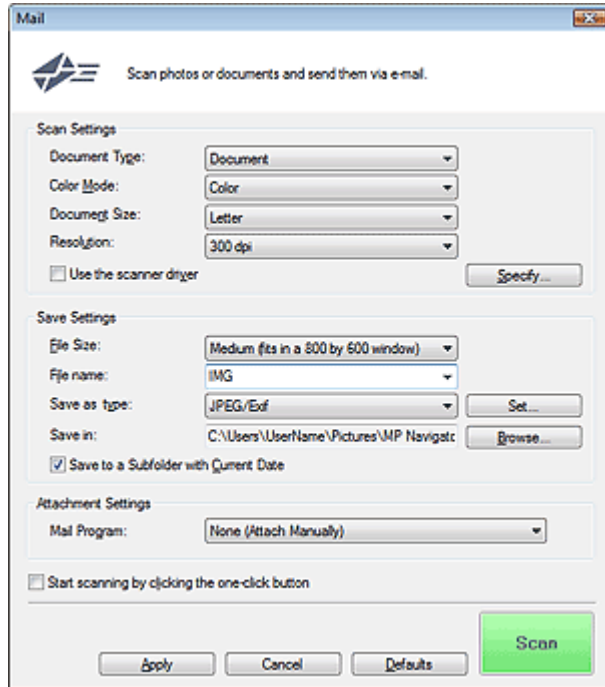 Mail
Scan photos or documents and send them via e-mail.
Scan Settings
Document Type: Document
Color Mode: Color
Document Size: Letter
Resolution: 300 dpi
Use the scanner driver Specify...
Save Settings
File Size: Medium (fits in a 800 by 600 window)
File name: IMG
Save as type: JPEG/Exif Set...
Save in: C:\Users\UserName\Pictures\MP Navigatc Browse...
Save to a Subfolder with Current Date
Attachment Settings
Mail Program: None (Attach Manually)
Start scanning by clicking the one-click button
Apply Cancel Defaults Scan